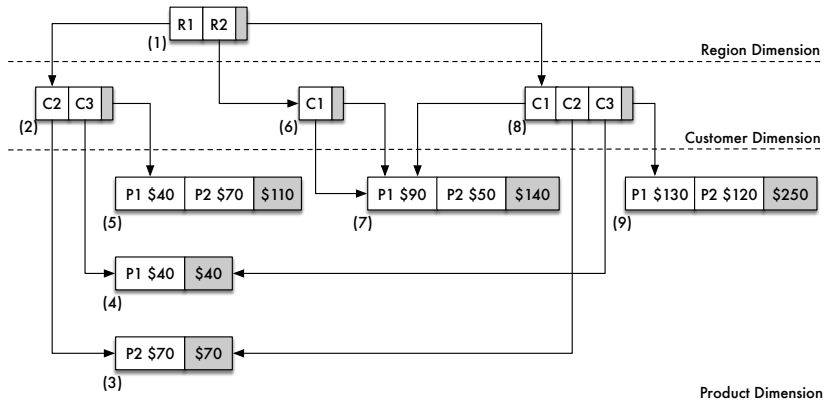 R1 R2
(1)
Region Dimension
C2 C3
(2)
C1
(6)
C1 C2 C3
(8)
Customer Dimension
P1 $40 P2 $70 $110
(5)
P1 $90 P2 $50 $140
(7)
P1 $130 P2 $120 $250
(9)
P1 $40 $40
(4)
P2 $70 $70
(3)
Product Dimension